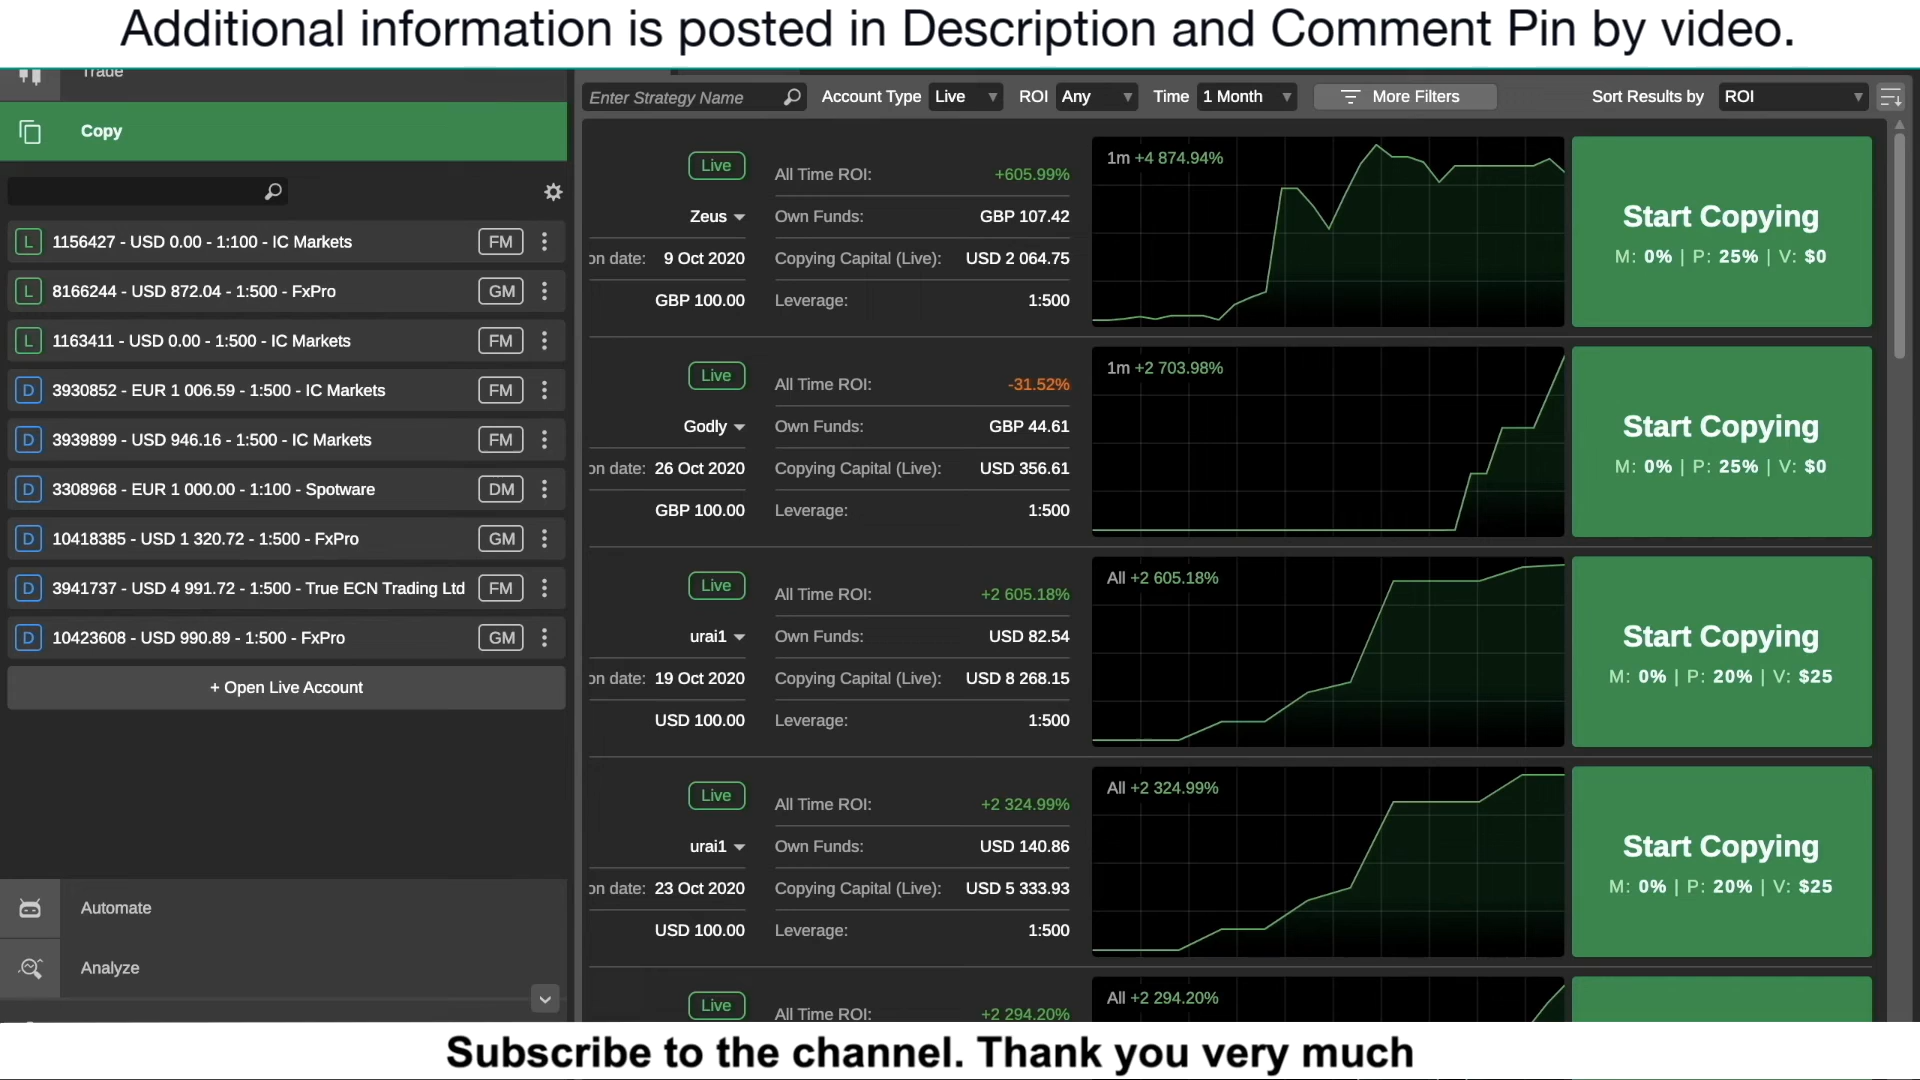 Additional information is posted in Description and Comment Pin by video.
Trade
Copy
1156427 - USD 0.00 - 1:100 - IC Markets FM
8166244 - USD 872.04 - 1:500 - FxPro GM
1163411 - USD 0.00 - 1:500 - IC Markets FM
3930852 - EUR 1 006.59 - 1:500 - IC Markets FM
3939899 - USD 946.16 - 1:500 - IC Markets FM
3308968 - EUR 1 000.00 - 1:100 - Spotware DM
10418385 - USD 1 320.72 - 1:500 - FxPro GM
3941737 - USD 4 991.72 - 1:500 - True ECN Trading Ltd FM
10423608 - USD 990.89 - 1:500 - FxPro GM
L
L
L
D
D
D
D
D
D
+ Open Live Account
Automate
Analyze
Enter Strategy Name Account Type Live ROI Any Time 1 Month More Filters Sort Results by ROI
Live
Zeus
on date: 9 Oct 2020
GBP 100.00
All Time ROI: +605.99%
Own Funds: GBP 107.42
Copying Capital (Live): USD 2 064.75
Leverage: 1:500
1m +4 874.94%
Start Copying
M: 0% | P: 25% | V: $0
Live
Godly
on date: 26 Oct 2020
GBP 100.00
All Time ROI: -31.52%
Own Funds: GBP 44.61
Copying Capital (Live): USD 356.61
Leverage: 1:500
1m +2 703.98%
Start Copying
M: 0% | P: 25% | V: $0
Live
urai1
on date: 19 Oct 2020
USD 100.00
All Time ROI: +2 605.18%
Own Funds: USD 82.54
Copying Capital (Live): USD 8 268.15
Leverage: 1:500
All +2 605.18%
Start Copying
M: 0% | P: 20% | V: $25
Live
urai1
on date: 23 Oct 2020
USD 100.00
All Time ROI: +2 324.99%
Own Funds: USD 140.86
Copying Capital (Live): USD 5 333.93
Leverage: 1:500
All +2 324.99%
Start Copying
M: 0% | P: 20% | V: $25
Live
All Time ROI: +2 294.20%
All +2 294.20%
Subscribe to the channel. Thank you very much